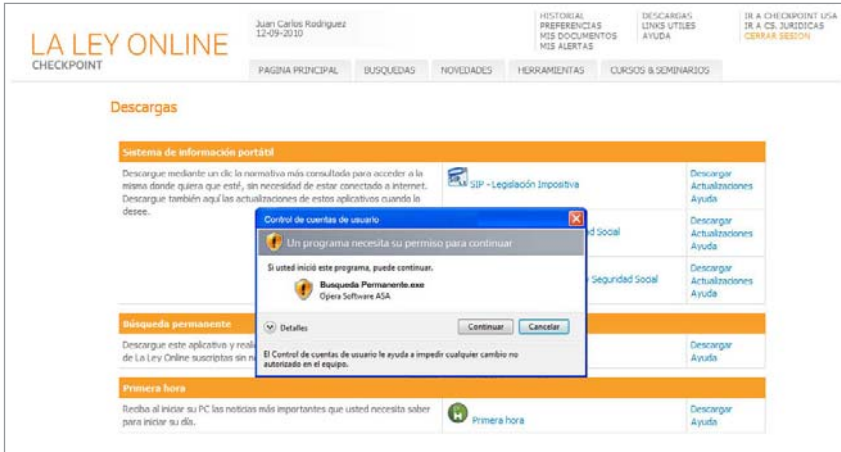 LA LEY ONLINE
CHECKPOINT
Juan Carlos Rodriguez
12-09-2010
HISTORIAL
PREFERENCIAS
MIS DOCUMENTOS
MIS ALERTAS
DESCARGAS
LINKS UTILES
AYUDA
IR A CHECKPOINT USA
IR A CS. JURIDICAS
CERRAR SESION
PAGINA PRINCIPAL
BUSQUEDAS
NOVEDADES
HERRAMIENTAS
CURSOS & SEMINARIOS
Descargas
Sistema de información portátil
Descargue mediante un clic la normativa más consultada para acceder a la
misma donde quiera que esté, sin necesidad de estar conectado a internet.
Descargue también aquí las actualizaciones de estos aplicativos cuando lo
desee.
SIP - Legislación Impositiva
Descargar
Actualizaciones
Ayuda
d Social
Descargar
Actualizaciones
Ayuda
Seguridad Social
Descargar
Actualizaciones
Ayuda
Control de cuentas de usuario
Un programa necesita su permiso para continuar
Si usted inició este programa, puede continuar.
Busqueda Permanente.exe
Opera Software ASA
Detalles
Continuar
Cancelar
El Control de cuentas de usuario le ayuda a impedir cualquier cambio no
autorizado en el equipo.
Búsqueda permanente
Descargue este aplicativo y real
de La Ley Online suscriptas sin n
Descargar
Ayuda
Primera hora
Reciba al iniciar su PC las noticias más importantes que usted necesita saber
para iniciar su día.
H
Primera hora
Descargar
Ayuda